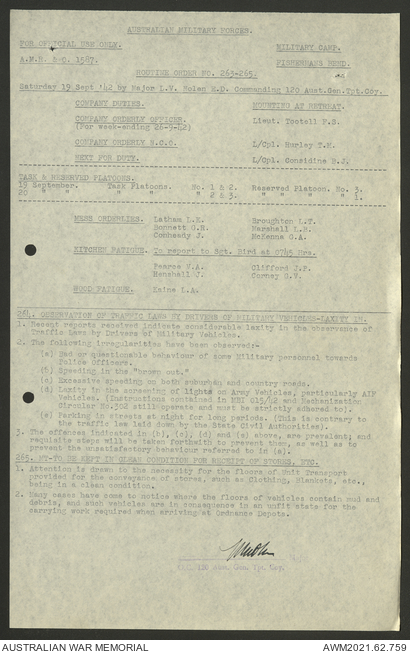 AUSTRALIAN MILITARY FORCES.
FOR OFFICIAL USE ONLY. MILITARY CAMP.
A.M.R. 1587. FISHERMANS BEND.
ROUTINE ORDER NO. 263-265.
Saturday 19 Sept '42 by Major L.V. Nolan E.D. Commanding 120 Aust.Gen.Tpt.Coy.
COMPANY DUTIES. MOUNTING AT RETREAT.
COMPANY ORDERLY OFFICER. Lieut. Tootell F.S.
(For week-ending 26-9-42)
COMPANY ORDERLY N.C.O. L/Cpl. Hurley T.M.
NEXT FOR DUTY. L/Cpl. Considine B.J.
TASK & RESERVED PLATOONS.
19 September. Task Platoons. No. 1 & 2. Reserved Platoon. No. 3.
20 " " " " 2 & 3. " " " 1.
MESS ORDERLIES. Latham L.K. Broughton L.T.
Bonnett G.H. Marshall L.H.
Conheady J. McKenna G.A.
KITCHEN FATIGUE. To report to Sgt. Bird at 0745 Hrs.
Pearce V.A. Clifford J.P.
Henshall J. Corney G.V.
WOOD FATIGUE. Exine L.A.
264. OBSERVATION OF TRAFFIC LAWS BY DRIVERS OF MILITARY VEHICLES-LAXITY IN.
1. Recent reports received indicate considerable laxity in the observance of
Traffic Laws by Drivers of Military Vehicles.
2. The following irregularities have been observed:-
(a) Bad or questionable behaviour of some Military personnel towards
Police Officers.
(b) Speeding in the "brown out."
(c) Excessive speeding on both suburban and country roads.
(d) Laxity in the screening of lights on Army Vehicles, particularly AIF
Vehicles. (Instructions contained in MRI G15/42 and Mechanization
Circular No.352 still operate and must be strictly adhered to).
(e) Parking in streets at night for long periods. (This is contrary to
the traffic law laid down by the State Civil Authorities).
3. The offences indicated in (b), (c), (d) and (e) above, are prevalent; and
requisite steps will be taken forthwith to prevent them, as well as to
prevent the unsatisfactory behaviour referred to in (a).
265. MT-TO BE KEPT IN CLEAN CONDITION FOR RECEIPT OF STORES, ETC.
1. Attention is drawn to the necessity for the floors of Unit Transport
provided for the conveyance of stores, such as Clothing, Blankets, etc.,
being in a clean condition.
2. Many cases have come to notice where the floors of vehicles contain mud and
debris, and such vehicles are in consequence in an unfit state for the
carrying work required when arriving at Ordnance Depots.
120 Aust. Gen. Tpt. Coy.
AUSTRALIAN WAR MEMORIAL AWM2021.62.759